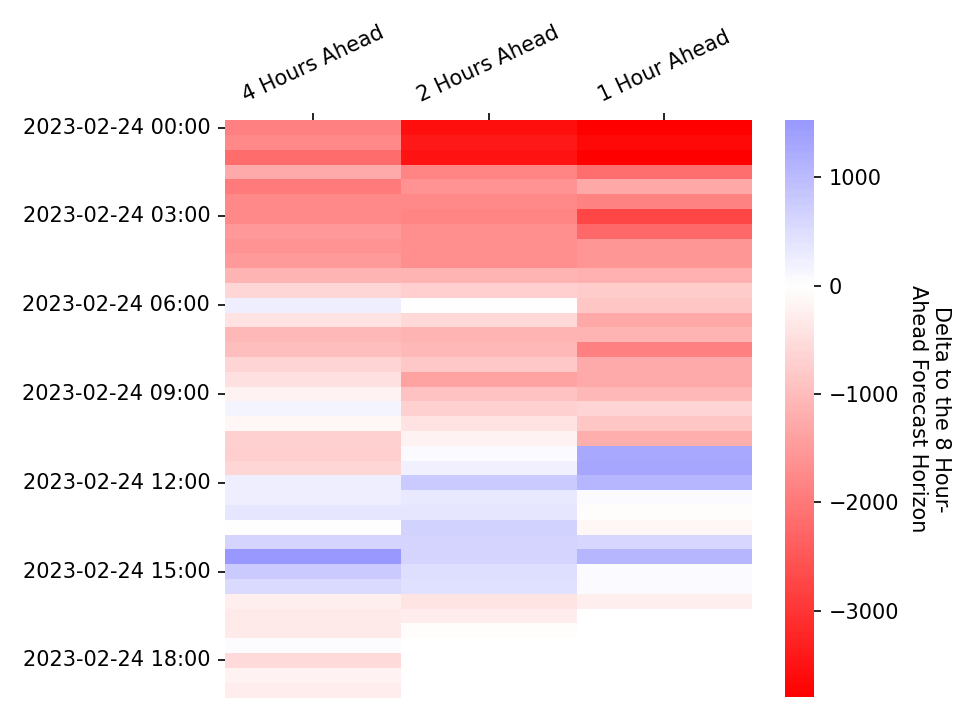 4 Hours Ahead
2 Hours Ahead
1 Hour Ahead
2023-02-24 00:00
2023-02-24 03:00
2023-02-24 06:00
2023-02-24 09:00
2023-02-24 12:00
2023-02-24 15:00
2023-02-24 18:00
1000
0
−1000
−2000
−3000
Delta to the 8 Hour-
Ahead Forecast Horizon